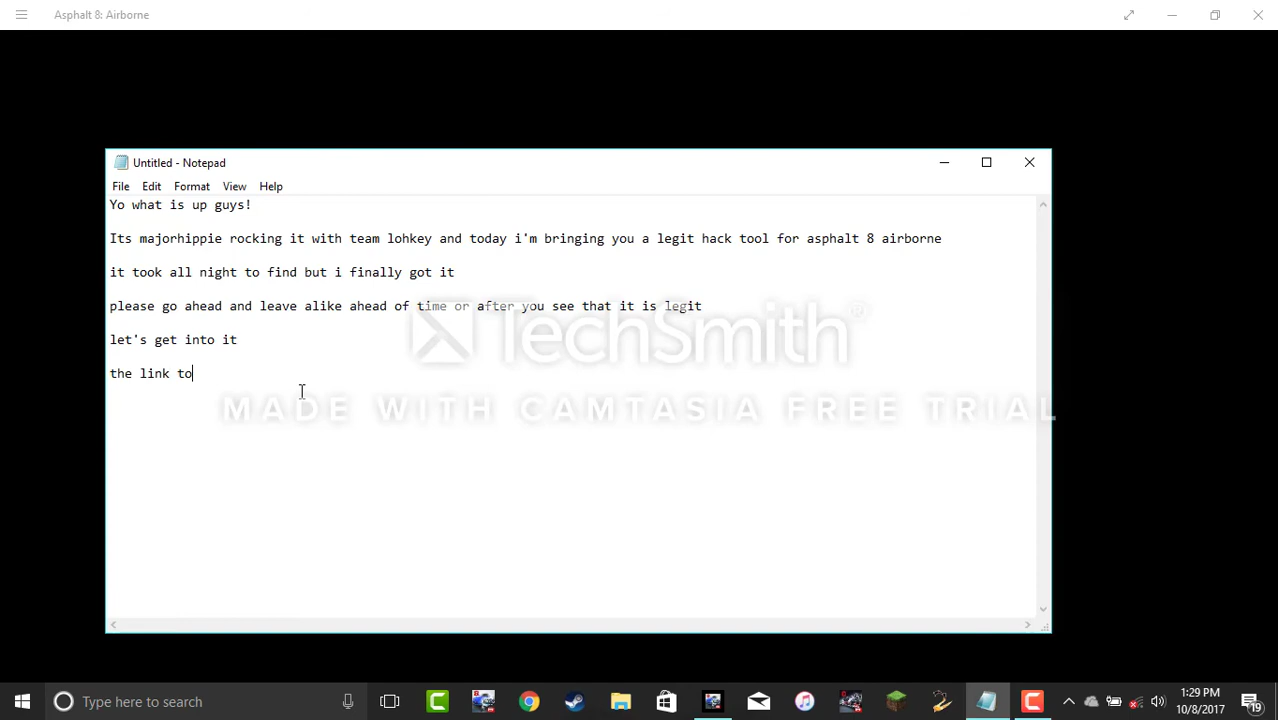 Asphalt 8: Airborne
Untitled - Notepad
File Edit Format View Help
Yo what is up guys!
Its majorhippie rocking it with team lohkey and today i'm bringing you a legit hack tool for asphalt 8 airborne
it took all night to find but i finally got it
please go ahead and leave alike ahead of time or after you see that it is legit
let's get into it
the link to
TechSmith®
MADE WITH CAMTASIA FREE TRIAL
Type here to search
1:29 PM
10/8/2017
19